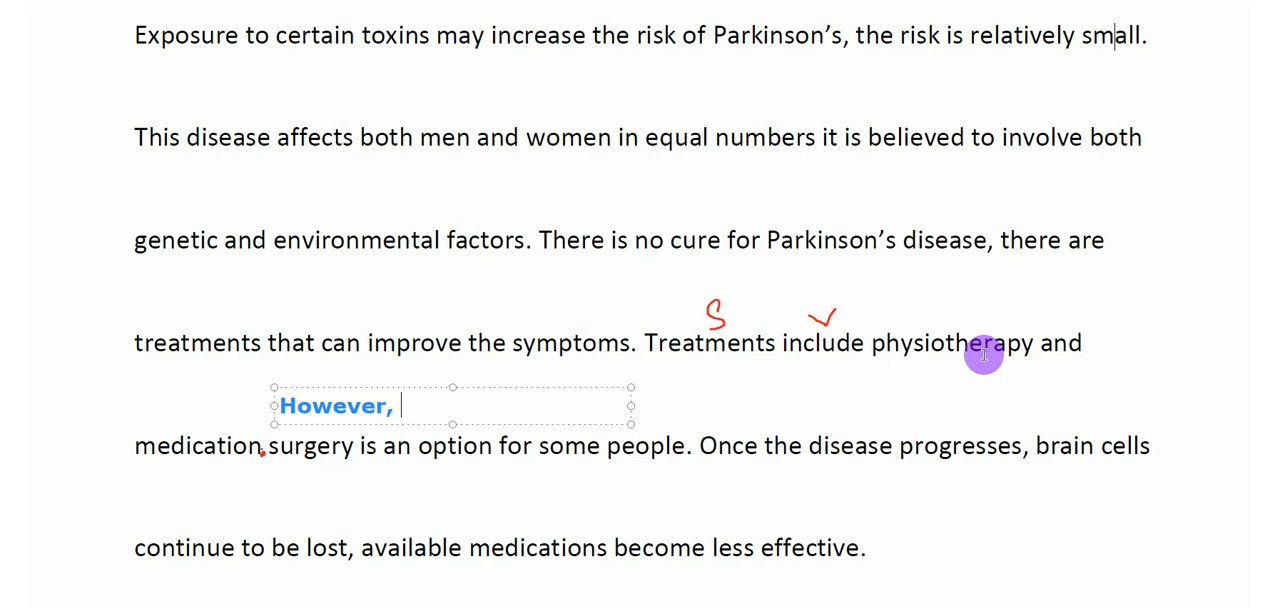 Exposure to certain toxins may increase the risk of Parkinson’s, the risk is relatively small.
This disease affects both men and women in equal numbers it is believed to involve both
genetic and environmental factors. There is no cure for Parkinson’s disease, there are
S v
treatments that can improve the symptoms. Treatments include physiotherapy and
However,
medication.surgery is an option for some people. Once the disease progresses, brain cells
continue to be lost, available medications become less effective.